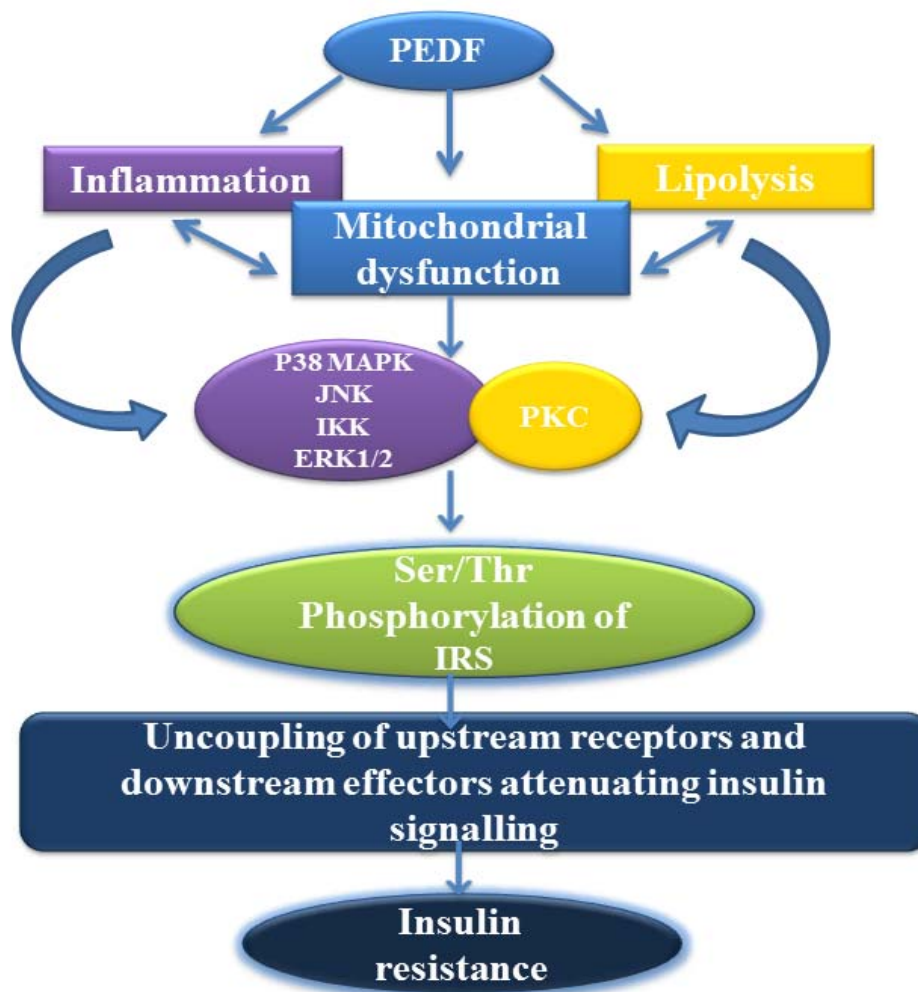 PEDF
Inflammation
Lipolysis
Mitochondrial
dysfunction
P38 MAPK
JNK
IKK
ERK1/2
PKC
Ser/Thr
Phosphorylation of
IRS
Uncoupling of upstream receptors and
downstream effectors attenuating insulin
signalling
Insulin
resistance